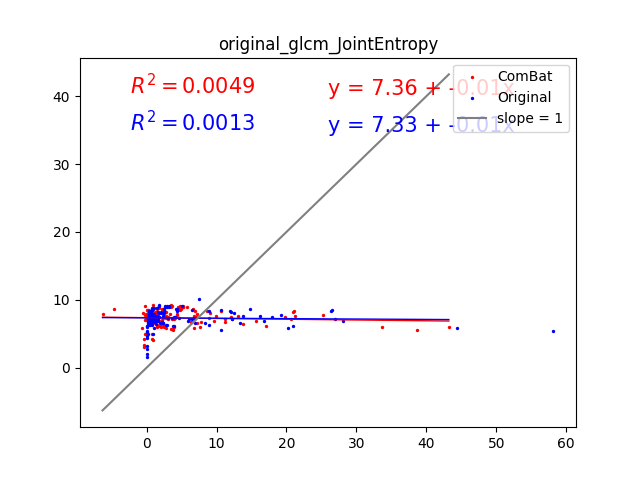 original_glcm_JointEntropy
R² = 0.0049
y = 7.36 + -0.01x
R² = 0.0013
y = 7.33 + -0.01x
ComBat
Original
slope = 1
40
30
20
10
0
0 10 20 30 40 50 60